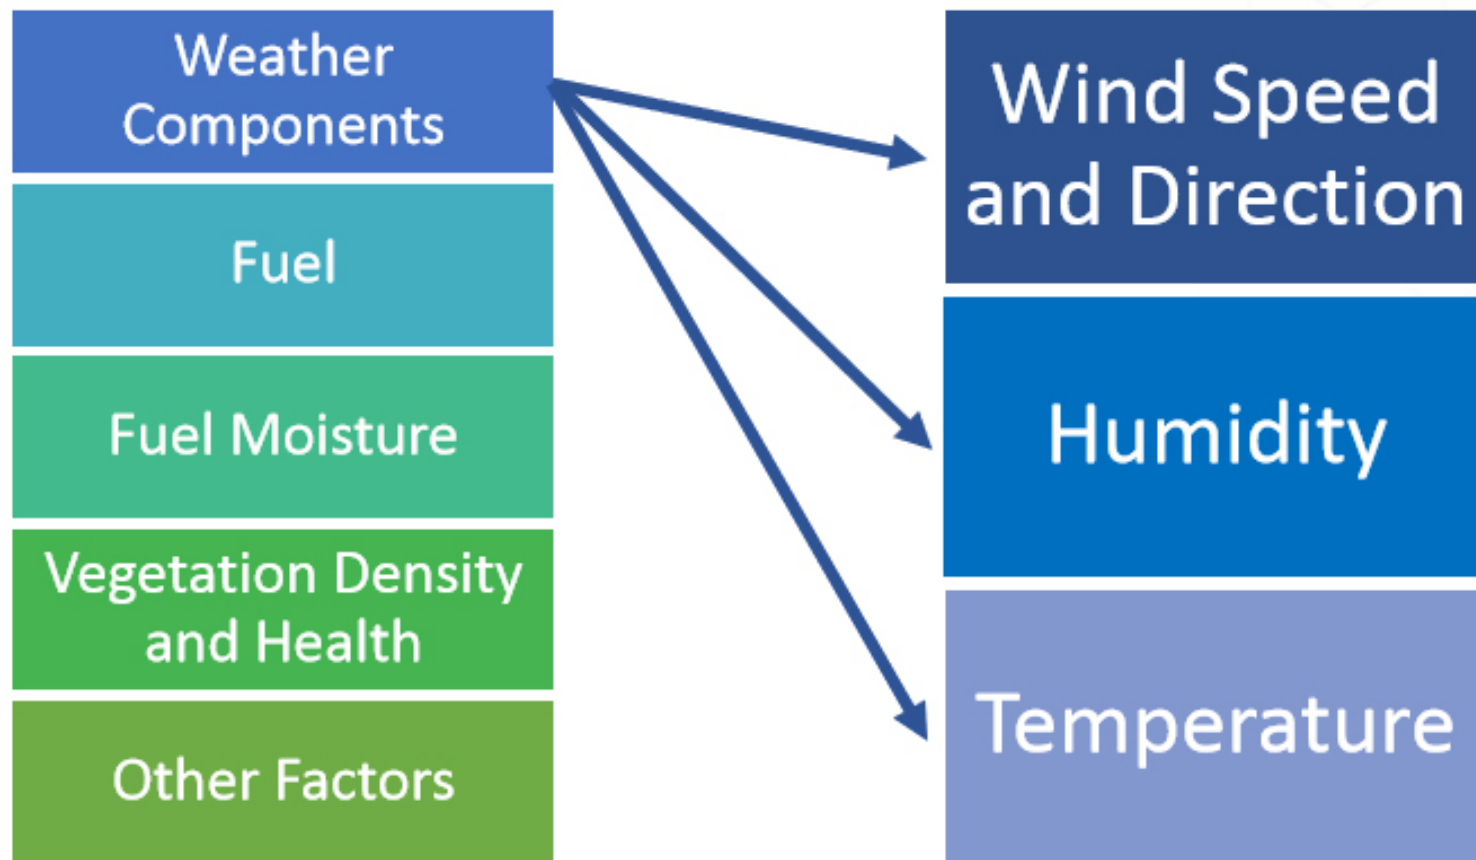 Weather
Components
Fuel
Fuel Moisture
Vegetation Density
and Health
Other Factors
Wind Speed
and Direction
Humidity
Temperature